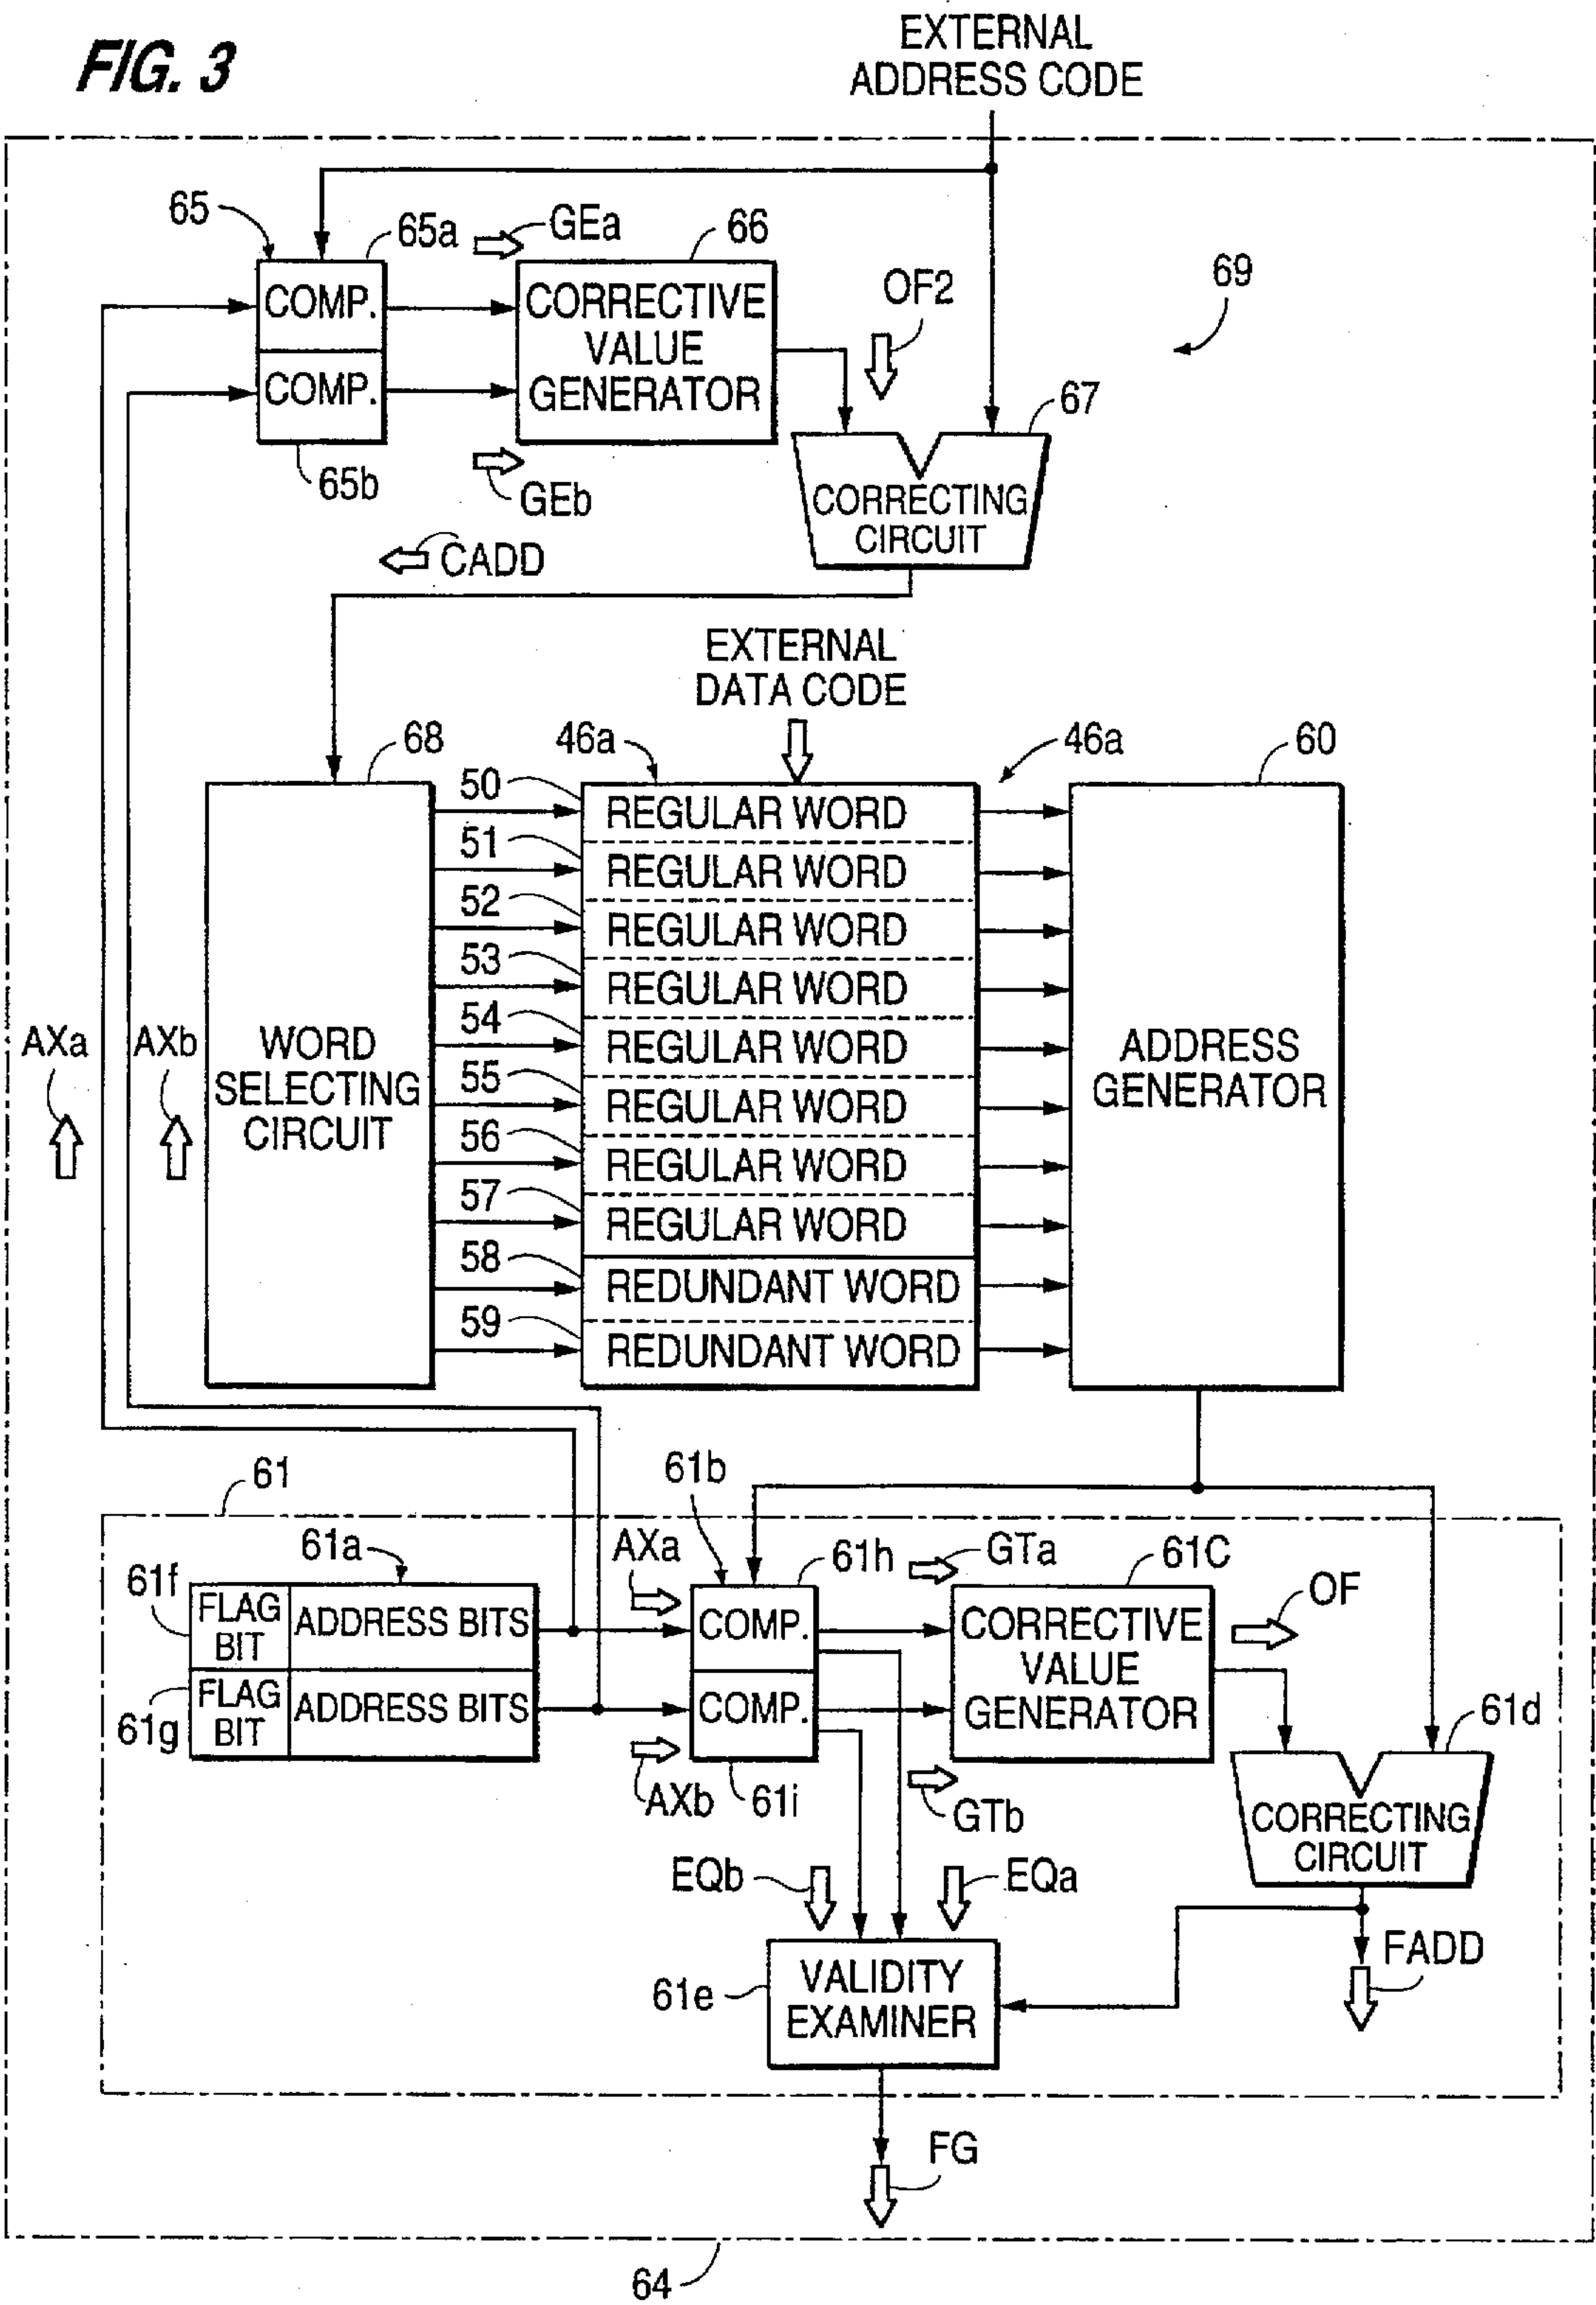 FIG. 3
EXTERNAL
ADDRESS CODE
65
65a
GEa
66
COMP.
COMP.
65b
GEb
CORRECTIVE
VALUE
GENERATOR
OF2
69
67
CORRECTING
CIRCUIT
CADD
EXTERNAL
DATA CODE
68
46a
46a
60
AXa
AXb
WORD
SELECTING
CIRCUIT
50
REGULAR WORD
51
REGULAR WORD
52
REGULAR WORD
53
REGULAR WORD
54
REGULAR WORD
55
REGULAR WORD
56
REGULAR WORD
57
REGULAR WORD
58
REDUNDANT WORD
59
REDUNDANT WORD
ADDRESS
GENERATOR
61
61a
61f
FLAG
BIT
ADDRESS BITS
61g
FLAG
BIT
ADDRESS BITS
61b
AXa
61h
COMP.
COMP.
AXb
61i
GTa
61C
CORRECTIVE
VALUE
GENERATOR
GTb
OF
61d
CORRECTING
CIRCUIT
EQb
EQa
FADD
61e
VALIDITY
EXAMINER
FG
64